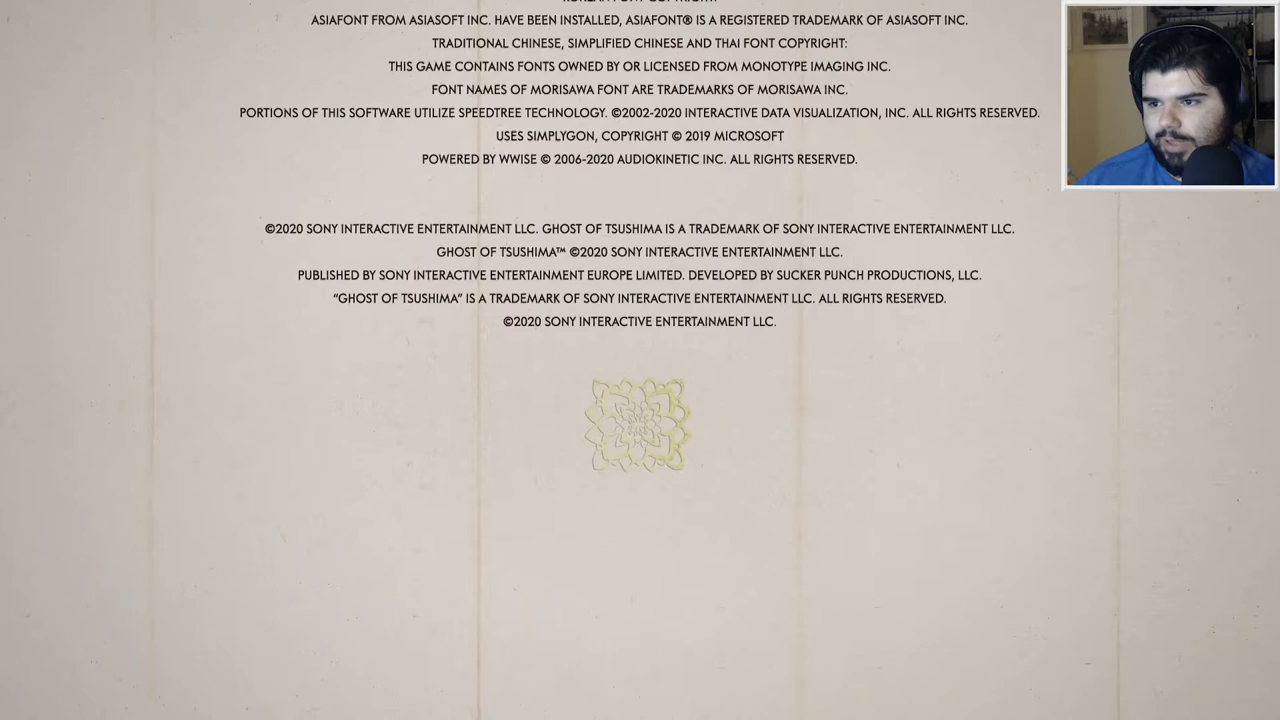 ASIAFONT FROM ASIASOFT INC. HAVE BEEN INSTALLED, ASIAFONT® IS A REGISTERED TRADEMARK OF ASIASOFT INC.
TRADITIONAL CHINESE, SIMPLIFIED CHINESE AND THAI FONT COPYRIGHT:
THIS GAME CONTAINS FONTS OWNED BY OR LICENSED FROM MONOTYPE IMAGING INC.
FONT NAMES OF MORISAWA FONT ARE TRADEMARKS OF MORISAWA INC.
PORTIONS OF THIS SOFTWARE UTILIZE SPEEDTREE TECHNOLOGY. ©2002-2020 INTERACTIVE DATA VISUALIZATION, INC. ALL RIGHTS RESERVED.
USES SIMPLYGON, COPYRIGHT © 2019 MICROSOFT
POWERED BY WWISE © 2006-2020 AUDIOKINETIC INC. ALL RIGHTS RESERVED.
©2020 SONY INTERACTIVE ENTERTAINMENT LLC. GHOST OF TSUSHIMA IS A TRADEMARK OF SONY INTERACTIVE ENTERTAINMENT LLC.
GHOST OF TSUSHIMA™ ©2020 SONY INTERACTIVE ENTERTAINMENT LLC.
PUBLISHED BY SONY INTERACTIVE ENTERTAINMENT EUROPE LIMITED. DEVELOPED BY SUCKER PUNCH PRODUCTIONS, LLC.
“GHOST OF TSUSHIMA” IS A TRADEMARK OF SONY INTERACTIVE ENTERTAINMENT LLC. ALL RIGHTS RESERVED.
©2020 SONY INTERACTIVE ENTERTAINMENT LLC.